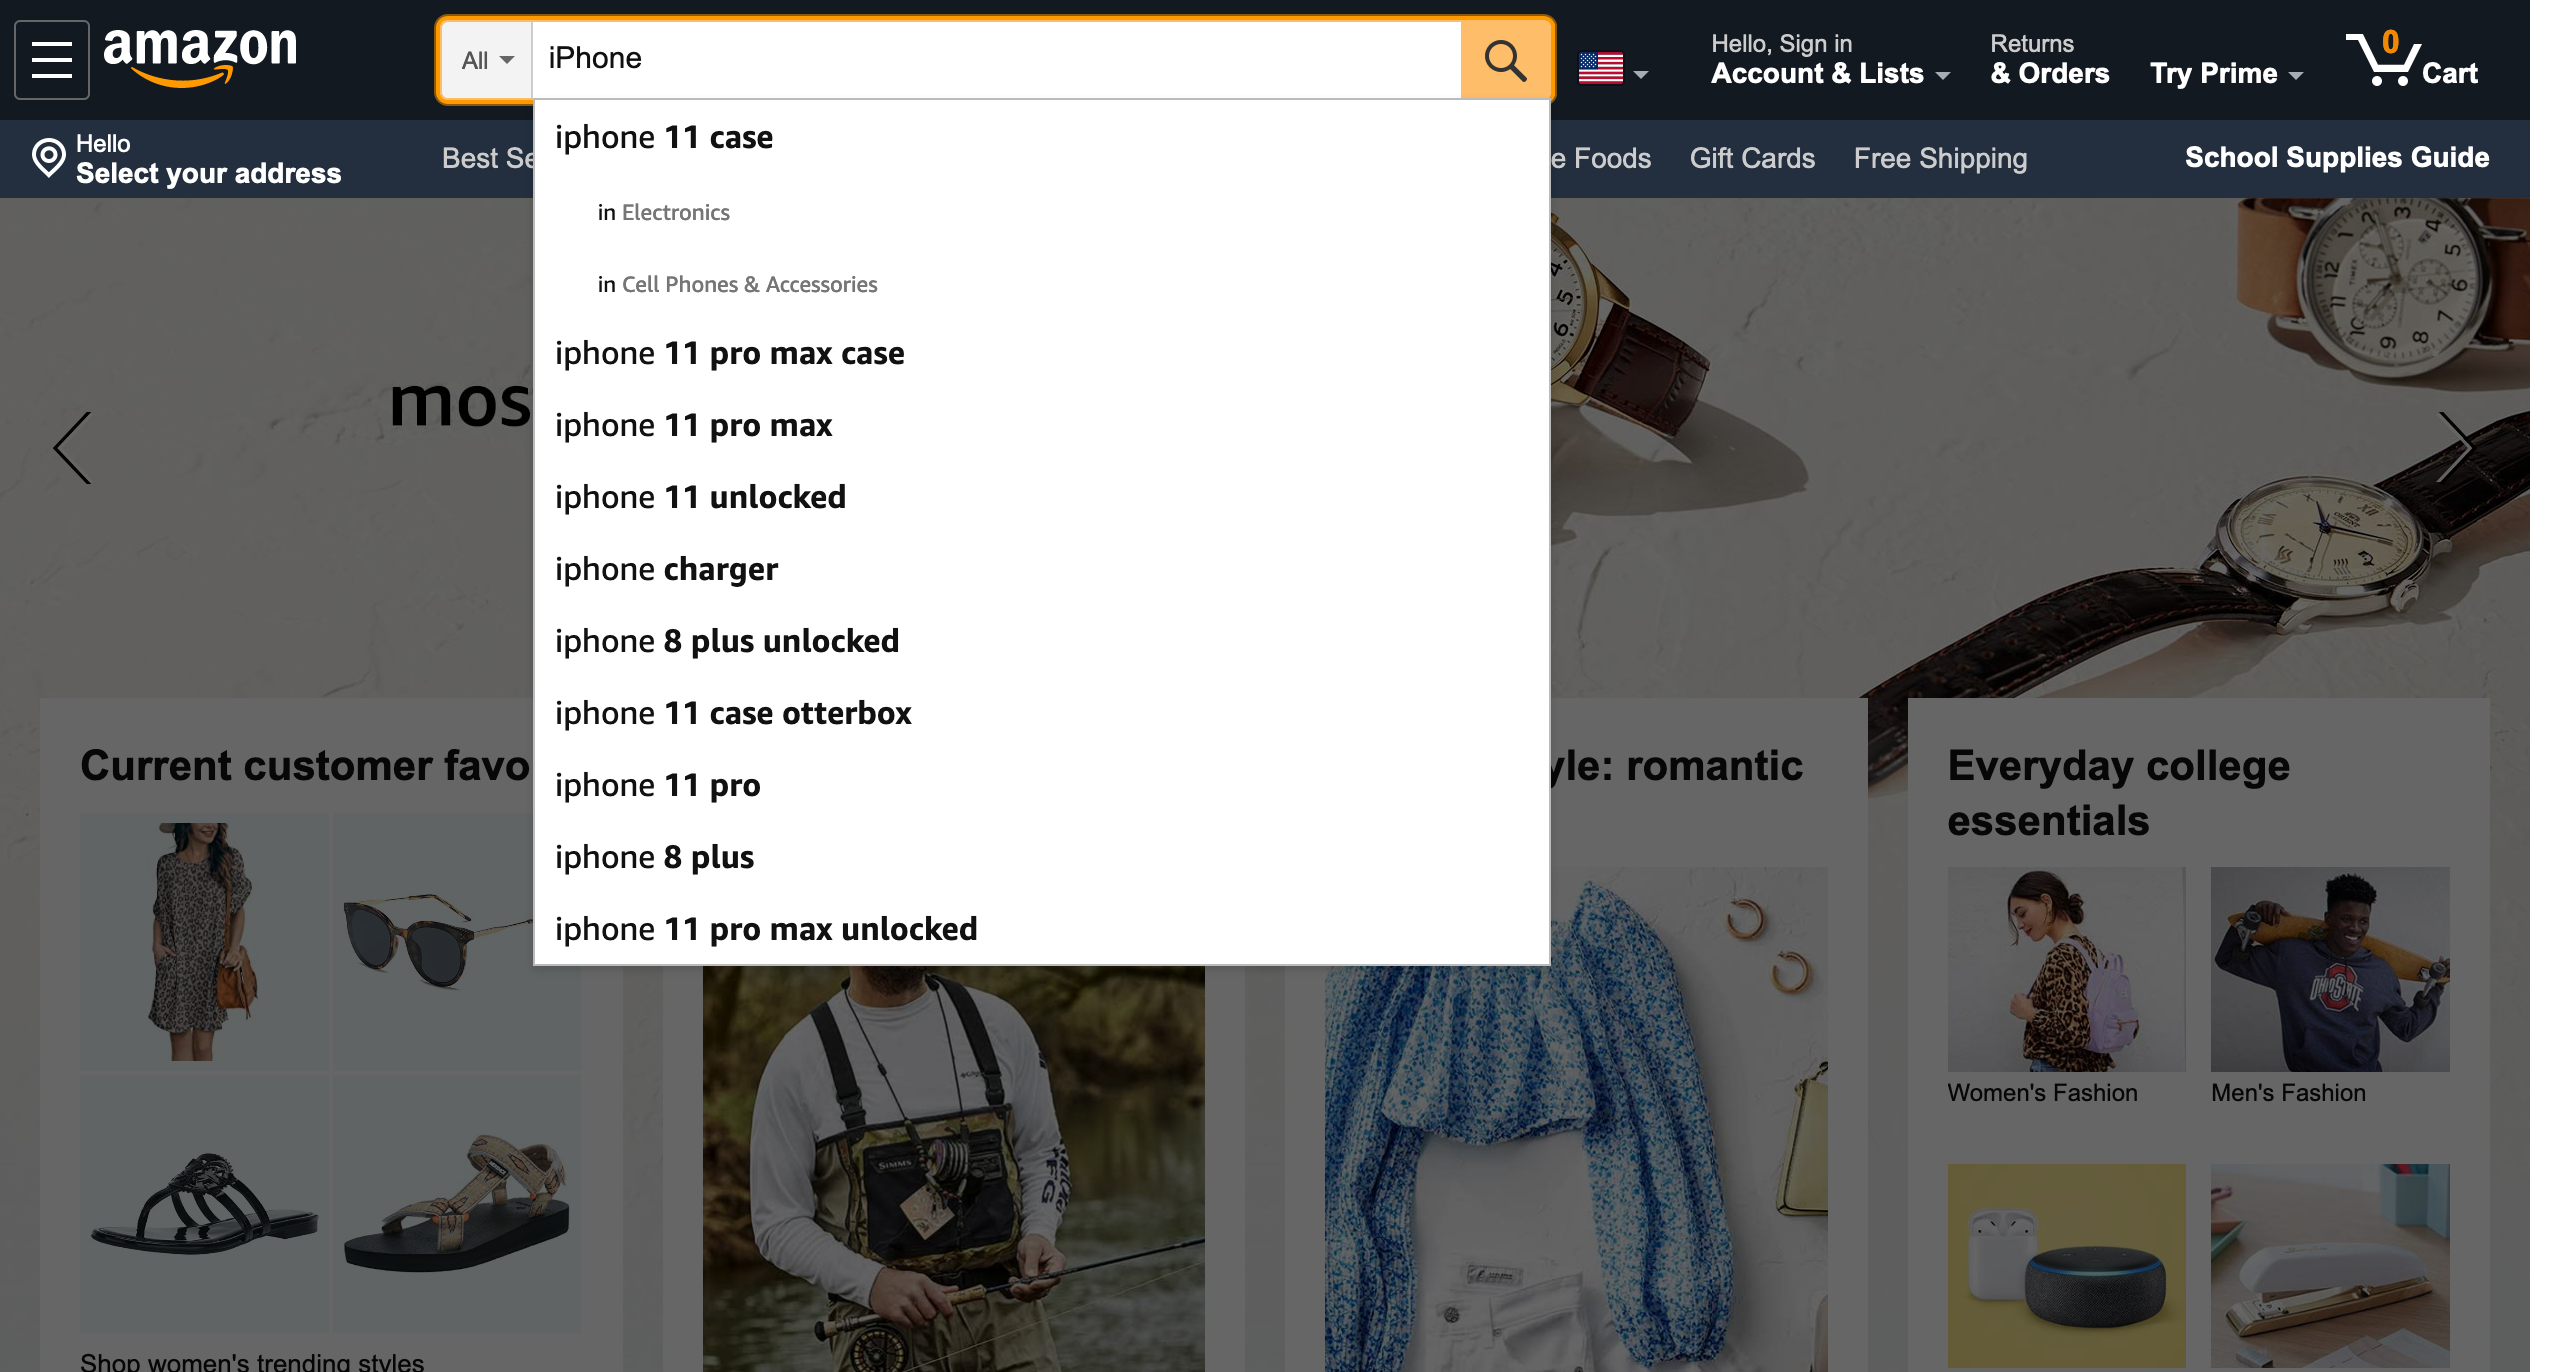 amazon
All
iPhone
Hello, Sign in
Account & Lists
Returns
& Orders
Try Prime
0
Cart
Hello
Select your address
Best Se
e Foods
Gift Cards
Free Shipping
School Supplies Guide
iphone 11 case
in Electronics
in Cell Phones & Accessories
iphone 11 pro max case
iphone 11 pro max
iphone 11 unlocked
iphone charger
iphone 8 plus unlocked
iphone 11 case otterbox
iphone 11 pro
iphone 8 plus
iphone 11 pro max unlocked
mos
Current customer favo
yle: romantic
Everyday college
essentials
Women's Fashion
Men's Fashion
OHIO STATE
SIMMS
Shop women's trending styles